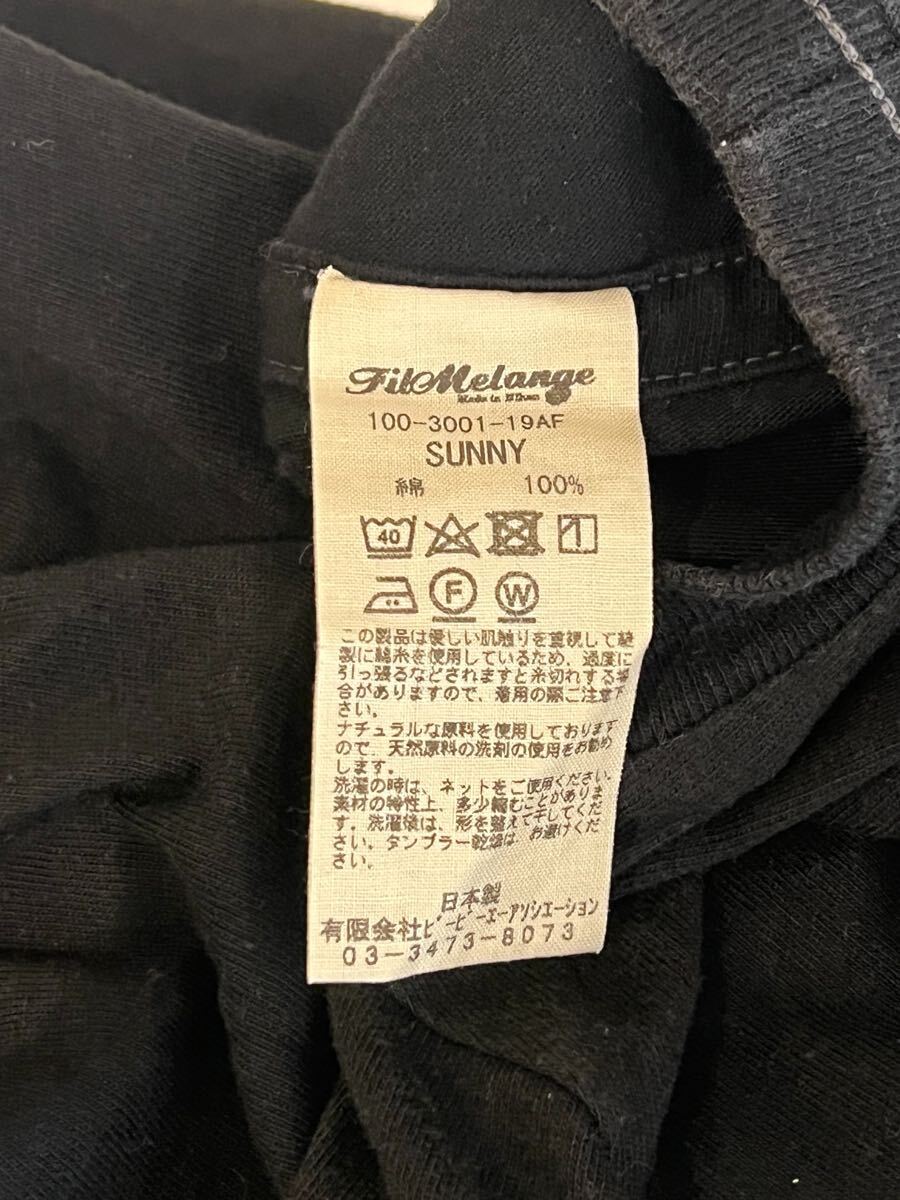 FilMelange
Made in
100-3001-19AF
SUNNY
綿 100%
40
1
F W
この製品は優しい肌触りを重視して縫
製に綿糸を使用しているため、過度に
引っ張るなどされますと糸切れする場
合がありますので、着用の際ご注意下
さい。
ナチュラルな原料を使用しております
ので、天然原料の洗剤の使用をお勧め
します。
洗濯の時は、ネットをご使用ください。
素材の特性上、多少縮むことがありま
す。洗濯後は、形を整えて干してくだ
さい。タンブラー乾燥は、お避けくだ
さい。
日本製
有限会社ビービーエーアソシエーション
03-3473-8073